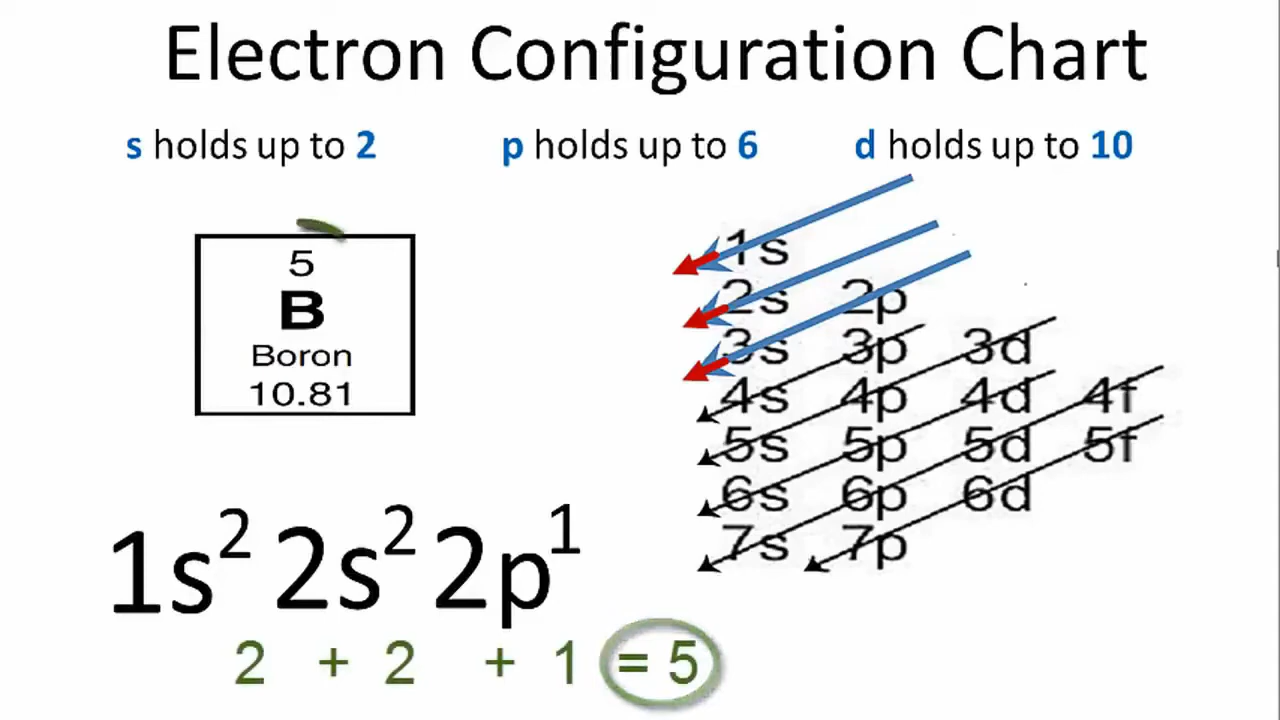 Electron Configuration Chart
s holds up to 2 p holds up to 6 d holds up to 10
5
B
Boron
10.81
1s
2s 2p
3s 3p 3d
4s 4p 4d 4f
5s 5p 5d 5f
6s 6p 6d
7s 7p
1s² 2s² 2p¹
2 + 2 + 1 = 5